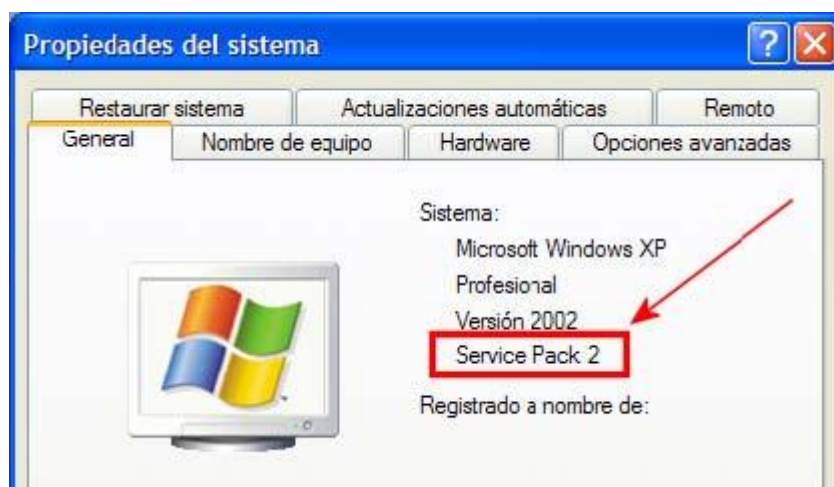 Propiedades del sistema
Restaurar sistema Actualizaciones automáticas Remoto
General Nombre de equipo Hardware Opciones avanzadas
Sistema:
Microsoft Windows XP
Profesional
Versión 2002
Service Pack 2
Registrado a nombre de: